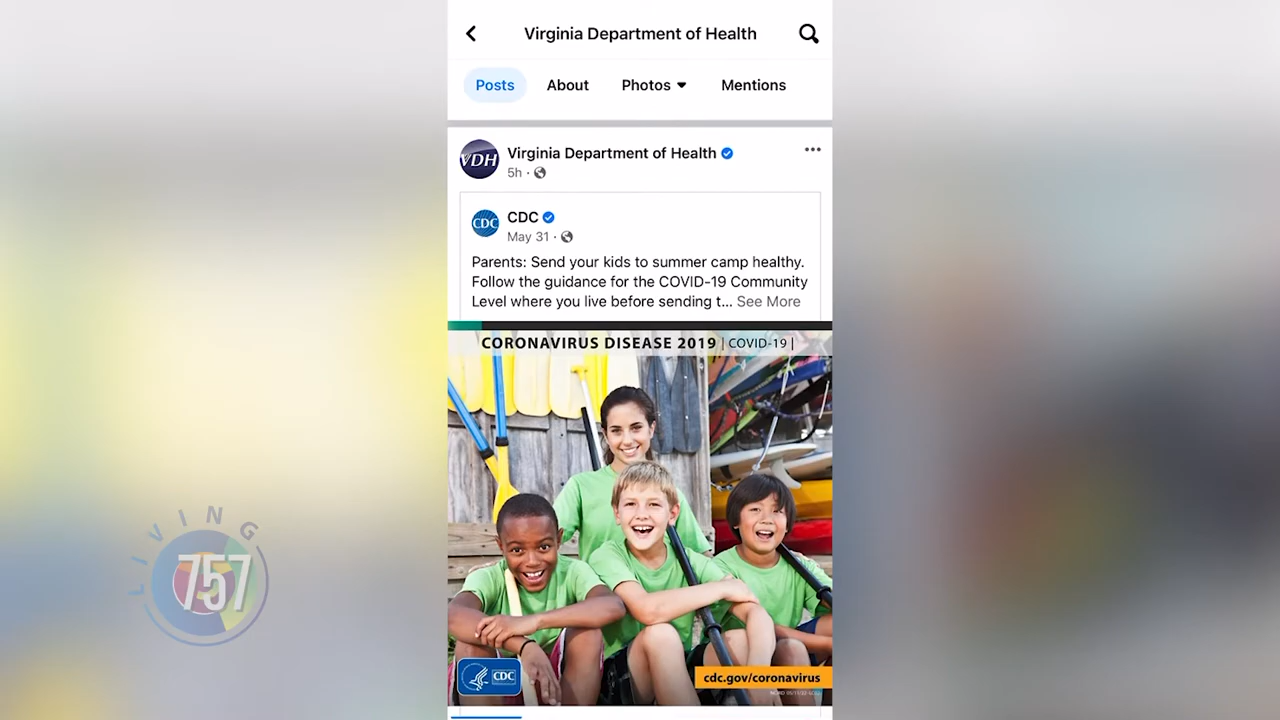 Virginia Department of Health
Posts About Photos Mentions
VDH
Virginia Department of Health
5h
CDC
CDC
May 31
Parents: Send your kids to summer camp healthy.
Follow the guidance for the COVID-19 Community
Level where you live before sending t... See More
CORONAVIRUS DISEASE 2019 | COVID-19 |
LIVING
757
CDC
cdc.gov/coronavirus